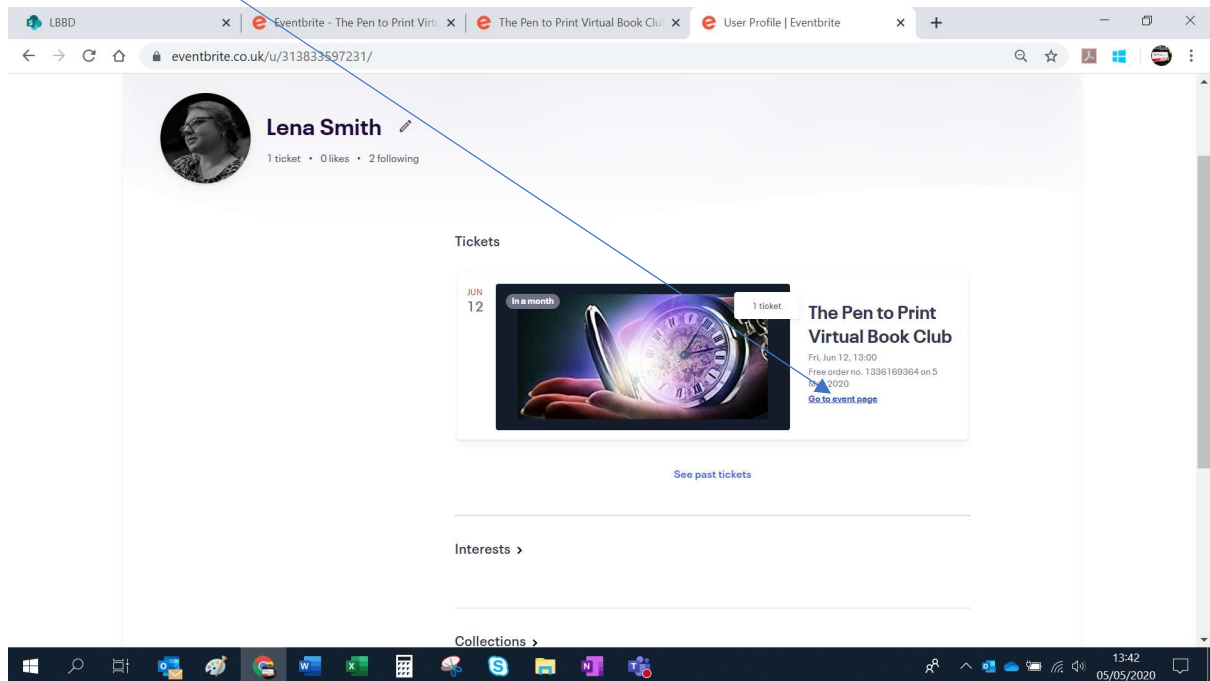 LBBD
Eventbrite - The Pen to Print Virtu
The Pen to Print Virtual Book Clu
User Profile | Eventbrite
eventbrite.co.uk/u/313833597231/
Lena Smith
1 ticket • 0 likes • 2 following
Tickets
JUN
12
In a month
1 ticket
The Pen to Print
Virtual Book Club
Fri, Jun 12, 13:00
Free order no. 1336169364 on 5
2020
Go to event page
See past tickets
Interests >
Collections >
13:42
05/05/2020